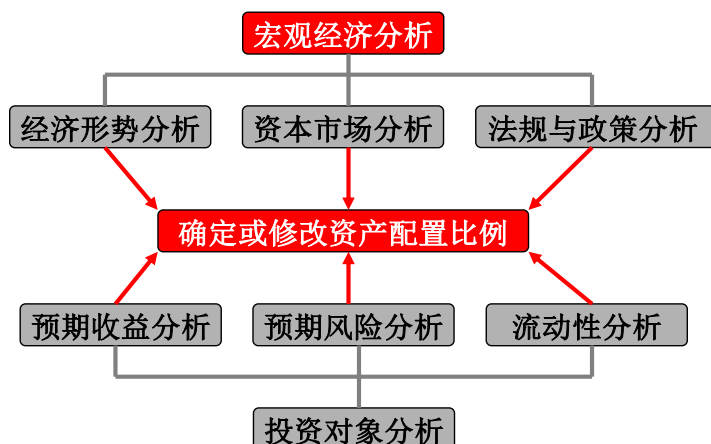 宏观经济分析
经济形势分析
资本市场分析
法规与政策分析
确定或修改资产配置比例
预期收益分析
预期风险分析
流动性分析
投资对象分析